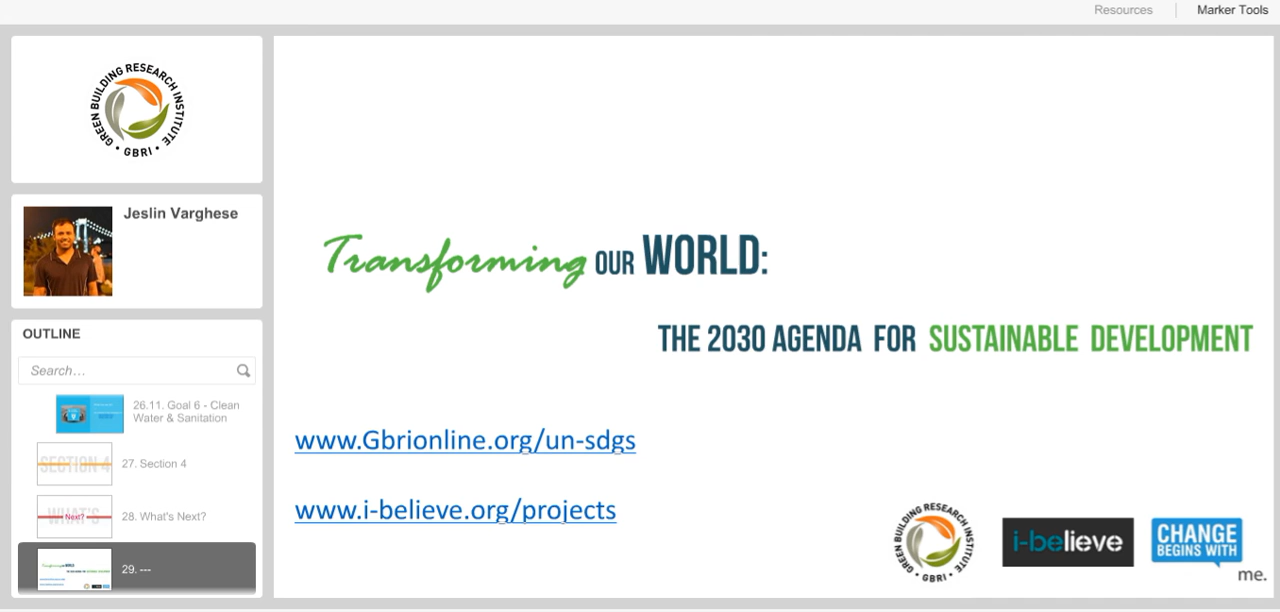 Resources
Marker Tools
GREEN BUILDING RESEARCH INSTITUTE
• GBRI •
Jeslin Varghese
OUTLINE
Search...
26.11. Goal 6 - Clean
Water & Sanitation
SECTION 4
27. Section 4
WHAT'S
Next?
28. What's Next?
29. ---
Transforming OUR WORLD:
THE 2030 AGENDA FOR SUSTAINABLE DEVELOPMENT
www.Gbrionline.org/un-sdgs
www.i-believe.org/projects
GREEN BUILDING RESEARCH INSTITUTE
• GBRI •
i-believe
CHANGE
BEGINS WITH
me.